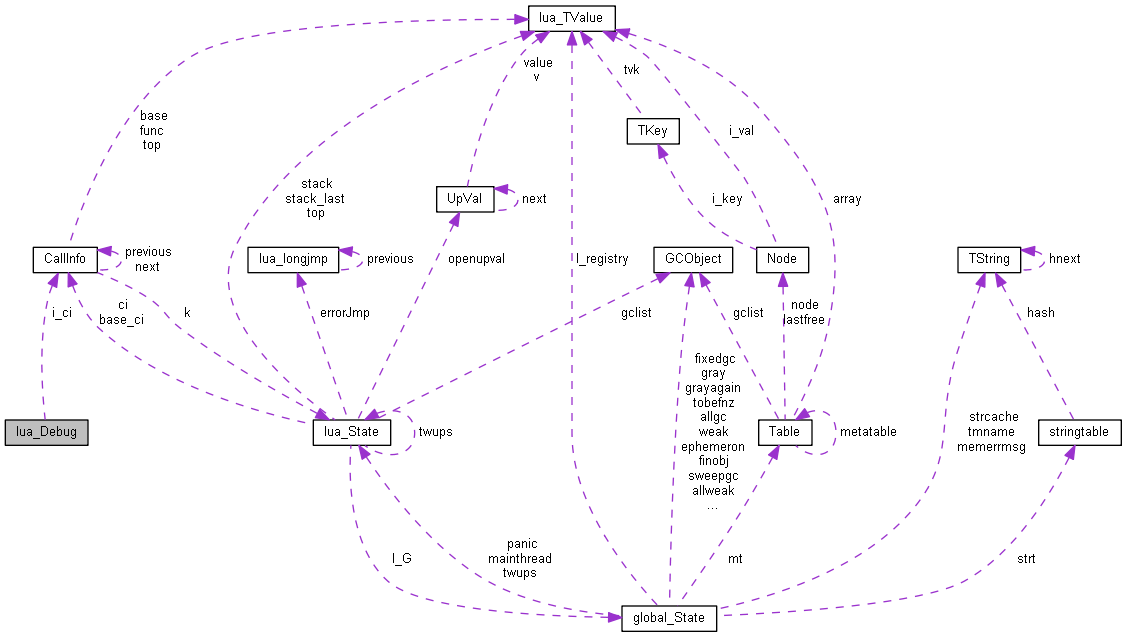 lua_TValue
value
v
tvk
base
func
top
TKey
i_val
stack
stack_last
top
UpVal
next
i_key
array
CallInfo
previous
next
lua_longjmp
previous
openupval
l_registry
GCObject
Node
TString
hnext
i_ci
ci
base_ci
k
errorJmp
gclist
gclist
node
lastfree
hash
fixedgc
gray
grayagain
tobefnz
allgc
weak
ephemeron
finobj
sweepgc
allweak
...
lua_Debug
lua_State
twups
Table
metatable
strcache
tmname
memerrmsg
stringtable
l_G
panic
mainthread
twups
mt
strt
global_State